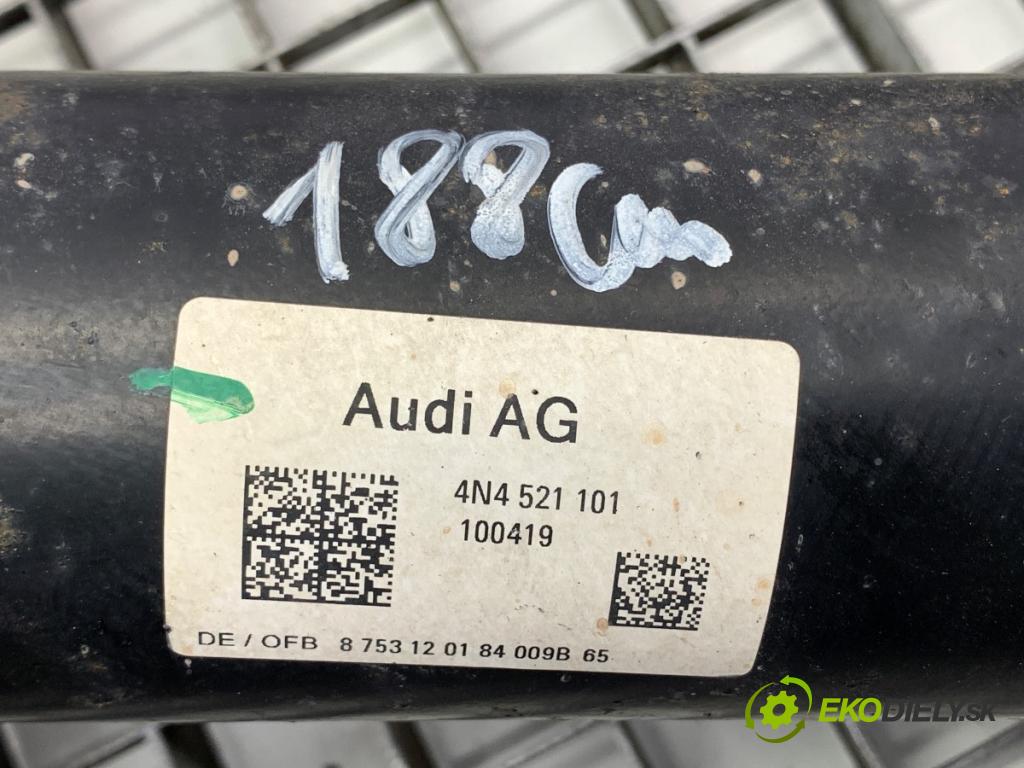 188cm
Audi AG
4N4 521 101
100419
DE / OFB 8 753 12 01 84 009B 65
EKODIELY.SK